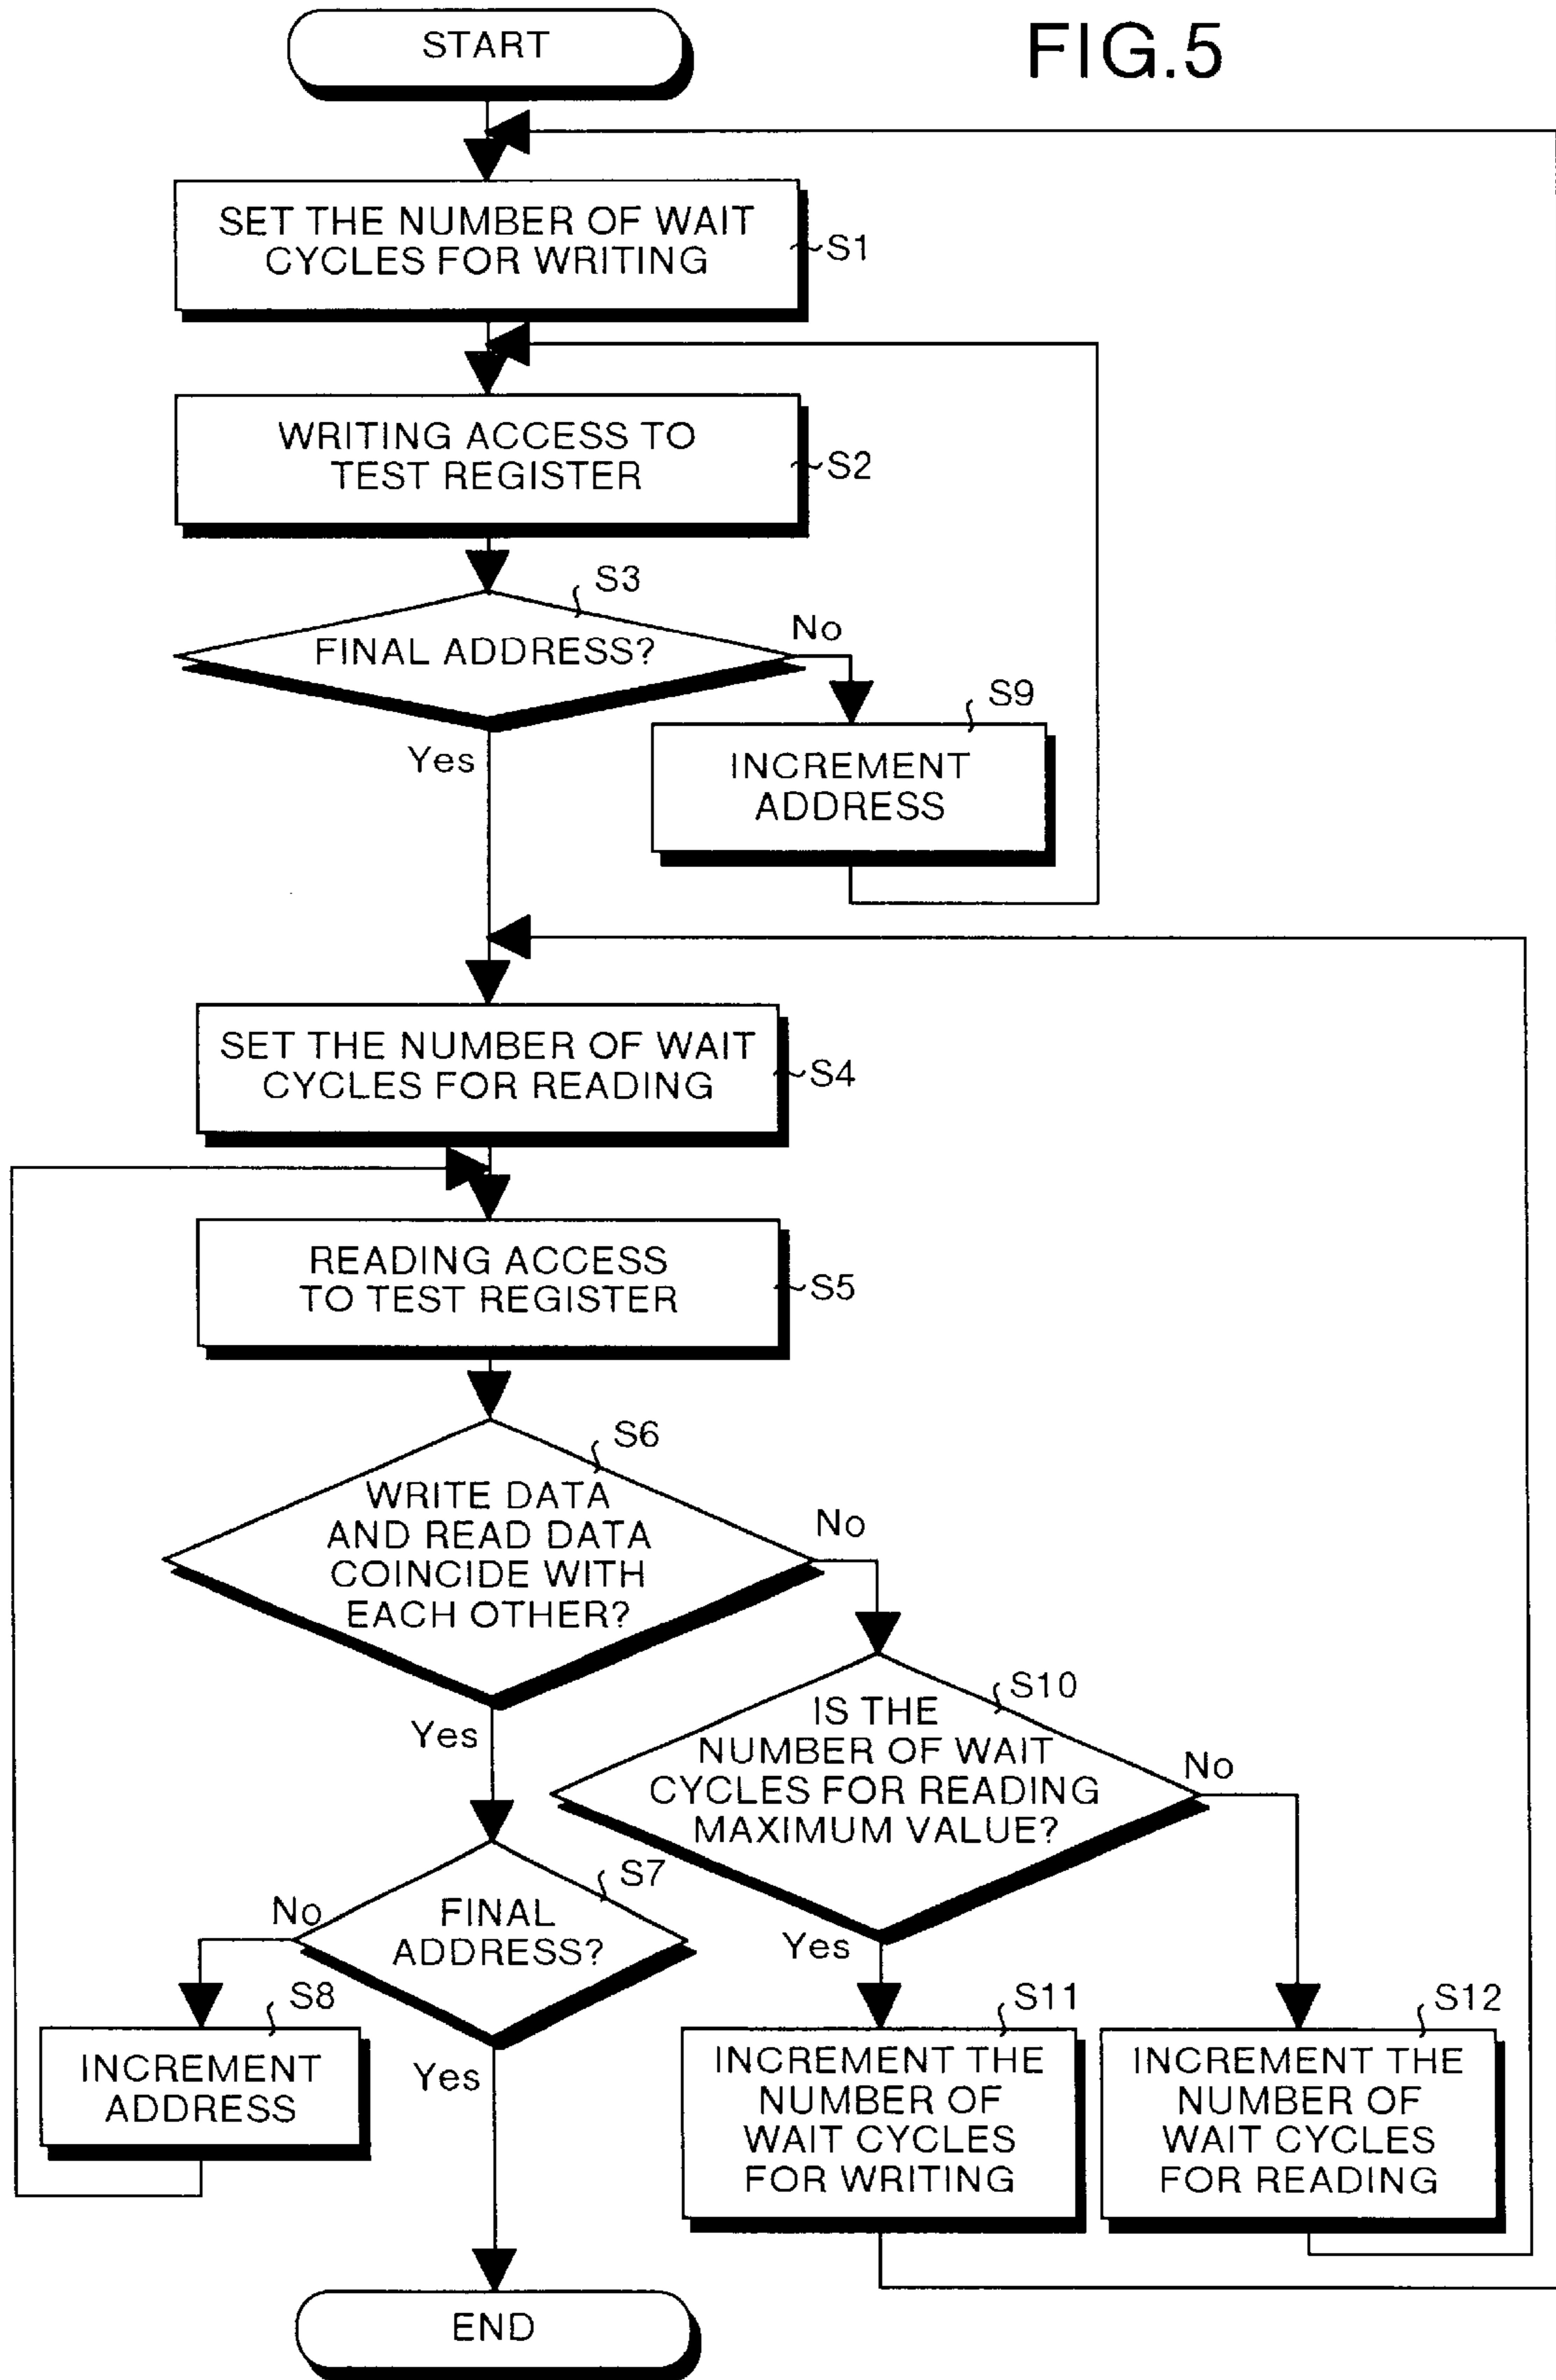 FIG.5
START
SET THE NUMBER OF WAIT
CYCLES FOR WRITING
S1
WRITING ACCESS TO
TEST REGISTER
S2
S3
FINAL ADDRESS?
No
Yes
S9
INCREMENT
ADDRESS
SET THE NUMBER OF WAIT
CYCLES FOR READING
S4
READING ACCESS
TO TEST REGISTER
S5
S6
WRITE DATA
AND READ DATA
COINCIDE WITH
EACH OTHER?
No
Yes
S10
IS THE
NUMBER OF WAIT
CYCLES FOR READING
MAXIMUM VALUE?
No
Yes
S7
FINAL
ADDRESS?
No
Yes
S8
INCREMENT
ADDRESS
S11
INCREMENT THE
NUMBER OF
WAIT CYCLES
FOR WRITING
S12
INCREMENT THE
NUMBER OF
WAIT CYCLES
FOR READING
END